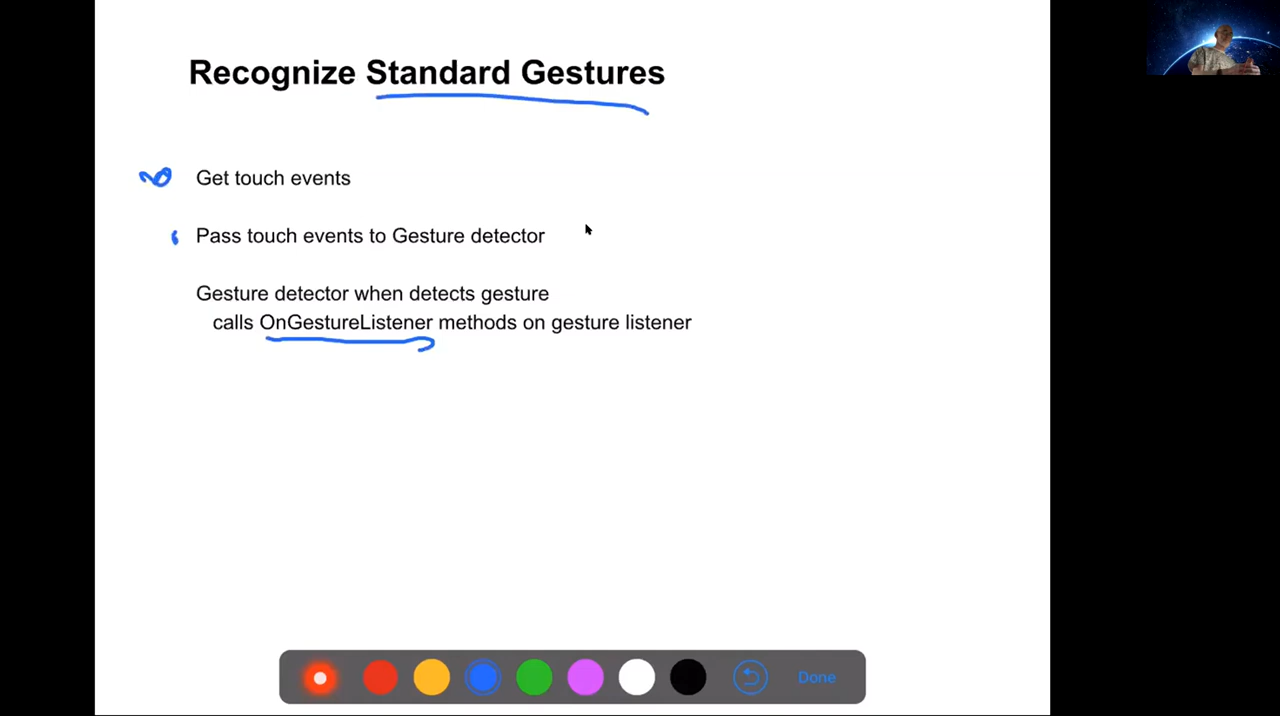 Recognize Standard Gestures
Get touch events
Pass touch events to Gesture detector
Gesture detector when detects gesture
calls OnGestureListener methods on gesture listener
Done